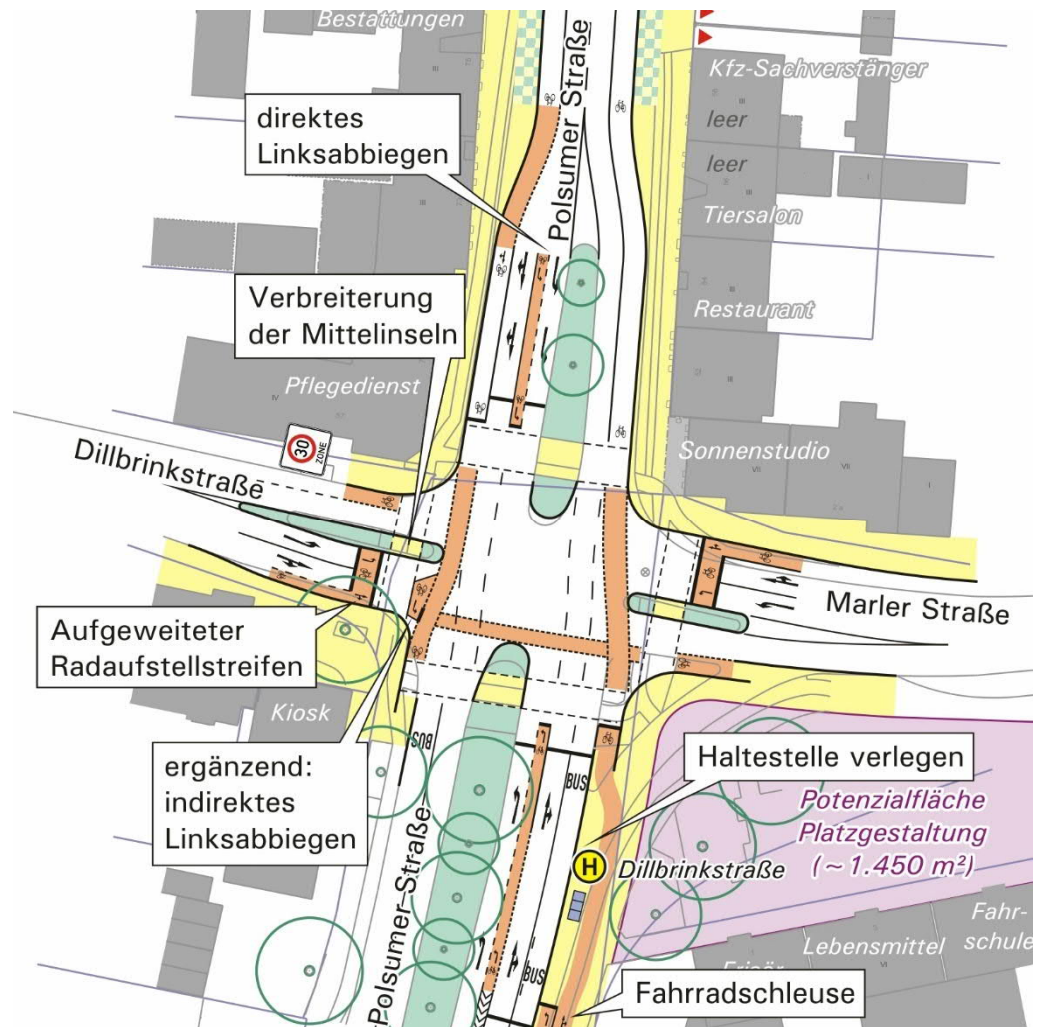 Bestattungen
Kfz-Sachverstänger
leer
leer
direktes
Linksabbiegen
Polsumer Straße
Tiersalon
Verbreiterung
der Mittelinseln
Restaurant
Pflegedienst
30
ZONE
Sonnenstudio
Dillbrinkstraße
Marler Straße
Aufgeweiteter
Radaufstellstreifen
Kiosk
ergänzend:
indirektes
Linksabbiegen
BUS
BUS
Haltestelle verlegen
Potenzialfläche
Platzgestaltung
(~1.450 m²)
H
Dillbrinkstraße
Polsumer-Straße
BUS
Fahr-
schule
Lebensmittel
Frisör
Fahrradschleuse